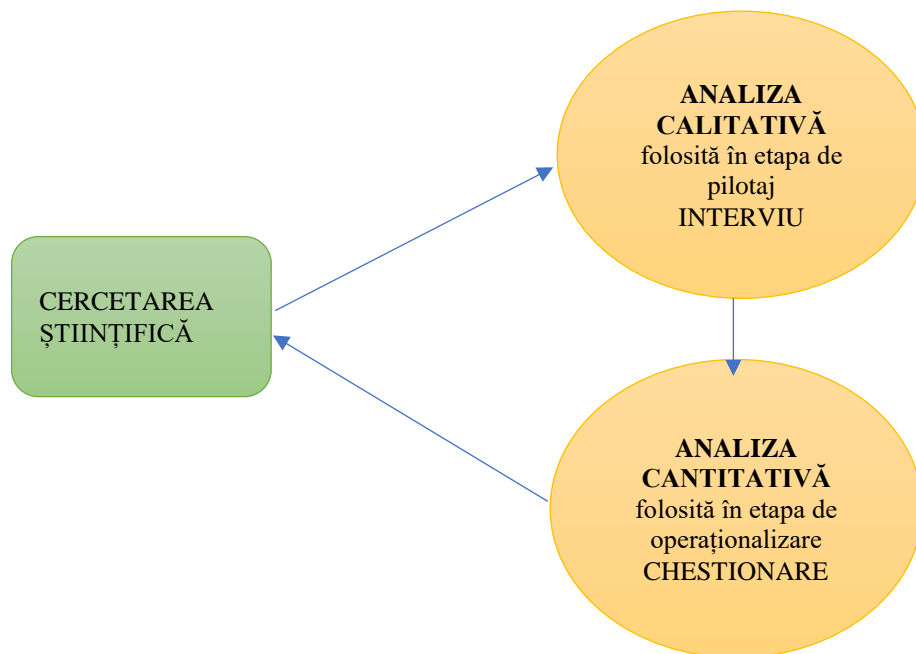 CERCETAREA
ȘTIINȚIFICĂ
ANALIZA
CALITATIVĂ
folosită în etapa de
pilotaj
INTERVIU
ANALIZA
CANTITATIVĂ
folosită în etapa de
operaționalizare
CHESTIONARE